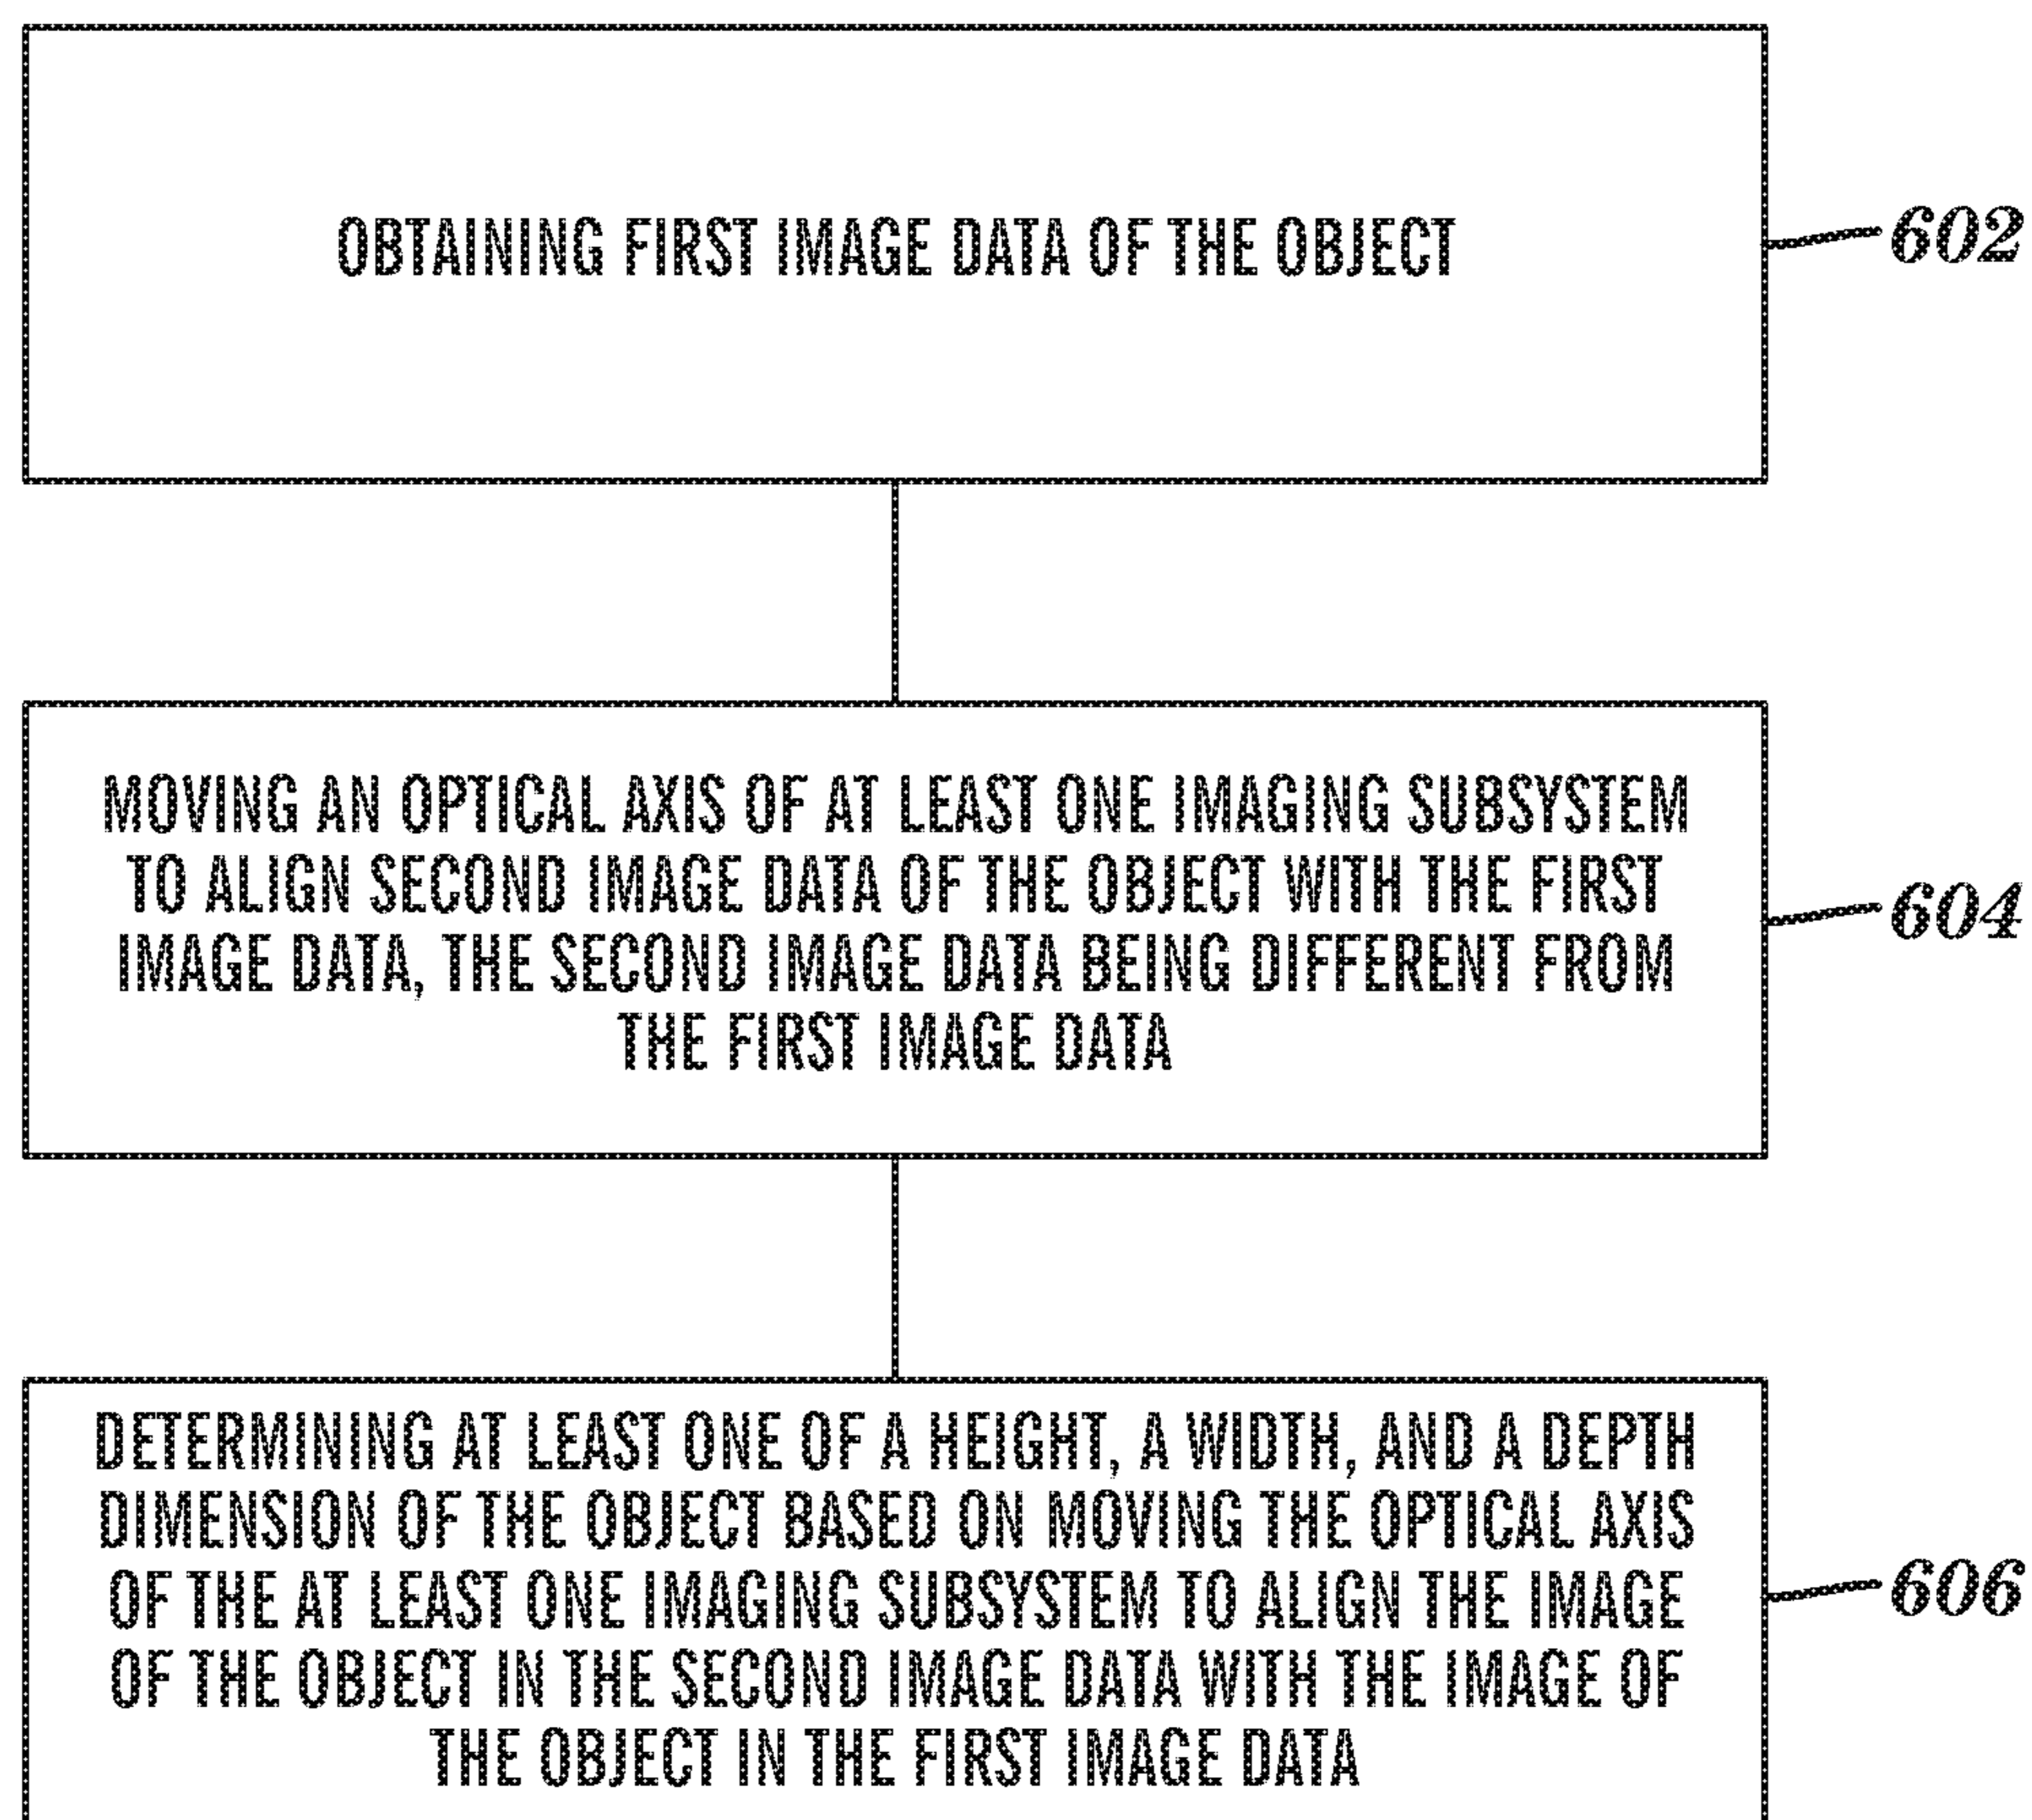 OBTAINING FIRST IMAGE DATA OF THE OBJECT
602
MOVING AN OPTICAL AXIS OF AT LEAST ONE IMAGING SUBSYSTEM
TO ALIGN SECOND IMAGE DATA OF THE OBJECT WITH THE FIRST
IMAGE DATA, THE SECOND IMAGE DATA BEING DIFFERENT FROM
THE FIRST IMAGE DATA
604
DETERMINING AT LEAST ONE OF A HEIGHT, A WIDTH, AND A DEPTH
DIMENSION OF THE OBJECT BASED ON MOVING THE OPTICAL AXIS
OF THE AT LEAST ONE IMAGING SUBSYSTEM TO ALIGN THE IMAGE
OF THE OBJECT IN THE SECOND IMAGE DATA WITH THE IMAGE OF
THE OBJECT IN THE FIRST IMAGE DATA
606